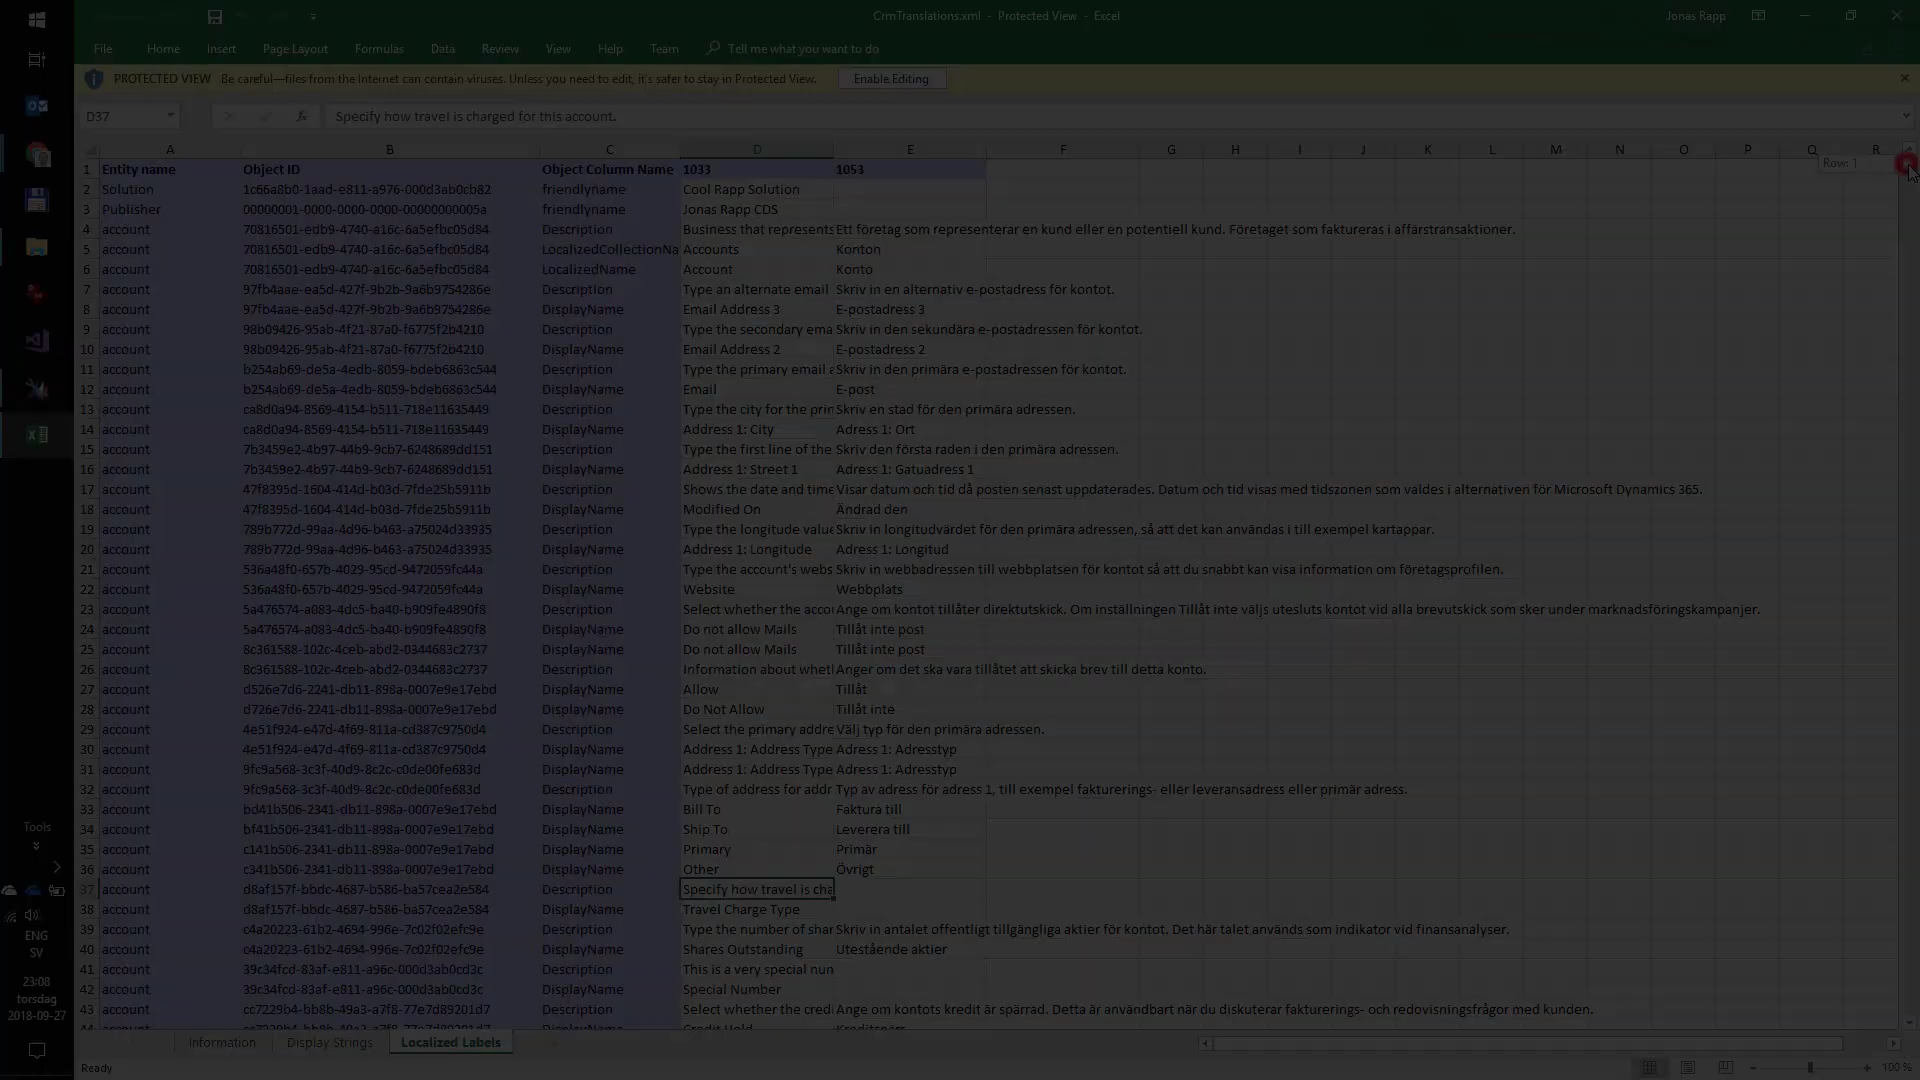 CrmTranslations.xml - Protected View - Excel
Jonas Rapp
File Home Insert Page Layout Formulas Data Review View Help Team Tell me what you want to do
PROTECTED VIEW Be careful—files from the Internet can contain viruses. Unless you need to edit, it's safer to stay in Protected View. Enable Editing
D37 fx Specify how travel is charged for this account.
A B C D E F G H I J K L M N O P Q R
1 Entity name Object ID Object Column Name 1033 1053
Row: 1
2 Solution 1c66a8b0-1aad-e811-a976-000d3ab0cb82 friendlyname Cool Rapp Solution
3 Publisher 00000001-0000-0000-0000-00000000005a friendlyname Jonas Rapp CDS
4 account 70816501-edb9-4740-a16c-6a5efbc05d84 Description Business that represents Ett företag som representerar en kund eller en potentiell kund. Företaget som faktureras i affärstransaktioner.
5 account 70816501-edb9-4740-a16c-6a5efbc05d84 LocalizedCollectionNa Accounts Konton
6 account 70816501-edb9-4740-a16c-6a5efbc05d84 LocalizedName Account Konto
7 account 97fb4aae-ea5d-427f-9b2b-9a6b9754286e Description Type an alternate email Skriv in en alternativ e-postadress för kontot.
8 account 97fb4aae-ea5d-427f-9b2b-9a6b9754286e DisplayName Email Address 3 E-postadress 3
9 account 98b09426-95ab-4f21-87a0-f6775f2b4210 Description Type the secondary ema Skriv in den sekundära e-postadressen för kontot.
10 account 98b09426-95ab-4f21-87a0-f6775f2b4210 DisplayName Email Address 2 E-postadress 2
11 account b254ab69-de5a-4edb-8059-bdeb6863c544 Description Type the primary email a Skriv in den primära e-postadressen för kontot.
12 account b254ab69-de5a-4edb-8059-bdeb6863c544 DisplayName Email E-post
13 account ca8d0a94-8569-4154-b511-718e11635449 Description Type the city for the prim Skriv en stad för den primära adressen.
14 account ca8d0a94-8569-4154-b511-718e11635449 DisplayName Address 1: City Adress 1: Ort
15 account 7b3459e2-4b97-44b9-9cb7-6248689dd151 Description Type the first line of the Skriv den första raden i den primära adressen.
16 account 7b3459e2-4b97-44b9-9cb7-6248689dd151 DisplayName Address 1: Street 1 Adress 1: Gatuadress 1
17 account 47f8395d-1604-414d-b03d-7fde25b5911b Description Shows the date and time Visar datum och tid då posten senast uppdaterades. Datum och tid visas med tidszonen som valdes i alternativen för Microsoft Dynamics 365.
18 account 47f8395d-1604-414d-b03d-7fde25b5911b DisplayName Modified On Ändrad den
19 account 789b772d-99aa-4d96-b463-a75024d33935 Description Type the longitude value Skriv in longitudvärdet för den primära adressen, så att det kan användas i till exempel kartappar.
20 account 789b772d-99aa-4d96-b463-a75024d33935 DisplayName Address 1: Longitude Adress 1: Longitud
21 account 536a48f0-657b-4029-95cd-9472059fc44a Description Type the account's webs Skriv in webbadressen till webbplatsen för kontot så att du snabbt kan visa information om företagsprofilen.
22 account 536a48f0-657b-4029-95cd-9472059fc44a DisplayName Website Webbplats
23 account 5a476574-a083-4dc5-ba40-b909fe4890f8 Description Select whether the acco Ange om kontot tillåter direktutskick. Om inställningen Tillåt inte väljs utesluts kontot vid alla brevutskick som sker under marknadsföringskampanjer.
24 account 5a476574-a083-4dc5-ba40-b909fe4890f8 DisplayName Do not allow Mails Tillåt inte post
25 account 8c361588-102c-4ceb-abd2-0344683c2737 DisplayName Do not allow Mails Tillåt inte post
26 account 8c361588-102c-4ceb-abd2-0344683c2737 Description Information about whetl Anger om det ska vara tillåtet att skicka brev till detta konto.
27 account d526e7d6-2241-db11-898a-0007e9e17ebd DisplayName Allow Tillåt
28 account d726e7d6-2241-db11-898a-0007e9e17ebd DisplayName Do Not Allow Tillåt inte
29 account 4e51f924-e47d-4f69-811a-cd387c9750d4 Description Select the primary addre Välj typ för den primära adressen.
30 account 4e51f924-e47d-4f69-811a-cd387c9750d4 DisplayName Address 1: Address Type Adress 1: Adresstyp
31 account 9fc9a568-3c3f-40d9-8c2c-c0de00fe683d DisplayName Address 1: Address Type Adress 1: Adresstyp
32 account 9fc9a568-3c3f-40d9-8c2c-c0de00fe683d Description Type of address for addr Typ av adress för adress 1, till exempel fakturerings- eller leveransadress eller primär adress.
33 account bd41b506-2341-db11-898a-0007e9e17ebd DisplayName Bill To Faktura till
34 account bf41b506-2341-db11-898a-0007e9e17ebd DisplayName Ship To Leverera till
35 account c141b506-2341-db11-898a-0007e9e17ebd DisplayName Primary Primär
36 account c341b506-2341-db11-898a-0007e9e17ebd DisplayName Other Övrigt
37 account d8af157f-bbdc-4687-b586-ba57cea2e584 Description Specify how travel is cha
38 account d8af157f-bbdc-4687-b586-ba57cea2e584 DisplayName Travel Charge Type
39 account c4a20223-61b2-4694-996e-7c02f02efc9e Description Type the number of shar Skriv in antalet offentligt tillgängliga aktier för kontot. Det här talet används som indikator vid finansanalyser.
40 account c4a20223-61b2-4694-996e-7c02f02efc9e DisplayName Shares Outstanding Utestående aktier
41 account 39c34fcd-83af-e811-a96c-000d3ab0cd3c Description This is a very special nun
42 account 39c34fcd-83af-e811-a96c-000d3ab0cd3c DisplayName Special Number
43 account cc7229b4-bb8b-49a3-a7f8-77e7d89201d7 Description Select whether the credi Ange om kontots kredit är spärrad. Detta är användbart när du diskuterar fakturerings- och redovisningsfrågor med kunden.
44 account cc7229b4-bb8b-49a3-a7f8-77e7d89201d7 DisplayName Credit Hold Kreditspärr
Information Display Strings Localized Labels
Ready 100 %
Tools
ENG
SV
23:08
torsdag
2018-09-27